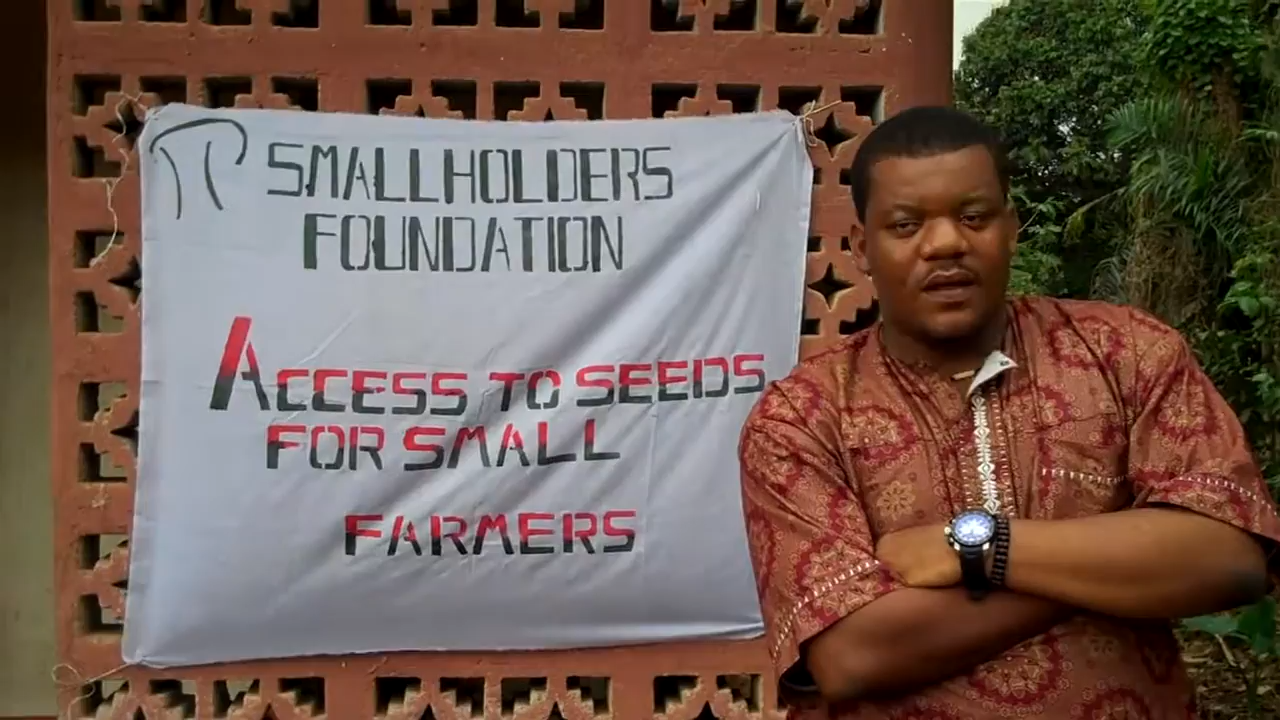 SMALLHOLDERS
FOUNDATION
ACCESS TO SEEDS
FOR SMALL
FARMERS